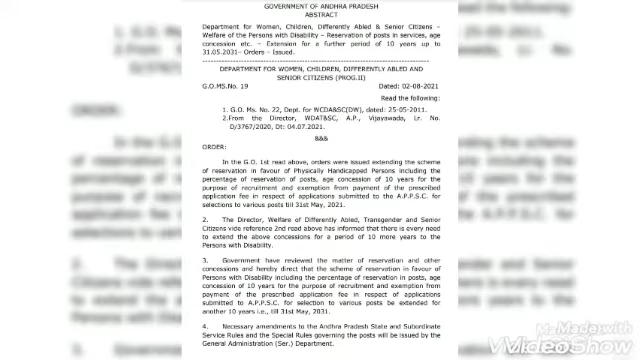 GOVERNMENT OF ANDHRA PRADESH
ABSTRACT
Department for Women, Children, Differently Abled & Senior Citizens –
Welfare of the Persons with Disability – Reservation of posts in services, age
concession etc. – Extension for a further period of 10 years up to
31.05.2031– Orders – Issued.
DEPARTMENT FOR WOMEN, CHILDREN, DIFFERENTLY ABLED AND
SENIOR CITIZENS (PROG.II)
G.O.MS.No. 19 Dated: 02-08-2021
Read the following:
1. G.O. Ms. No. 22, Dept. for WCDA&SC(DW), dated: 25-05-2011.
2.From the Director, WDAT&SC, A.P., Vijayawada, Lr. No.
D/3767/2020, Dt: 04.07.2021.
&&&
ORDER:
In the G.O. 1st read above, orders were issued extending the scheme
of reservation in favour of Physically Handicapped Persons including the
percentage of reservation of posts, age concession of 10 years for the
purpose of recruitment and exemption from payment of the prescribed
application fee in respect of applications submitted to the A.P.P.S.C. for
selections to various posts till 31st May, 2021.
2. The Director, Welfare of Differently Abled, Transgender and Senior
Citizens vide reference 2nd read above has informed that there is every need
to extend the above concessions for a period of 10 more years to the
Persons with Disability.
3. Government have reviewed the matter of reservation and other
concessions and hereby direct that the scheme of reservation in favour of
Persons with Disability including the percentage of reservation in posts, age
concession of 10 years for the purpose of recruitment and exemption from
payment of the prescribed application fee in respect of applications
submitted to A.P.P.S.C. for selection to various posts be extended for
another 10 years i.e., till 31st May, 2031.
4. Necessary amendments to the Andhra Pradesh State and Subordinate
Service Rules and the Special Rules governing the posts will be issued by the
General Administration (Ser.) Department.
Made with
VivaVideo